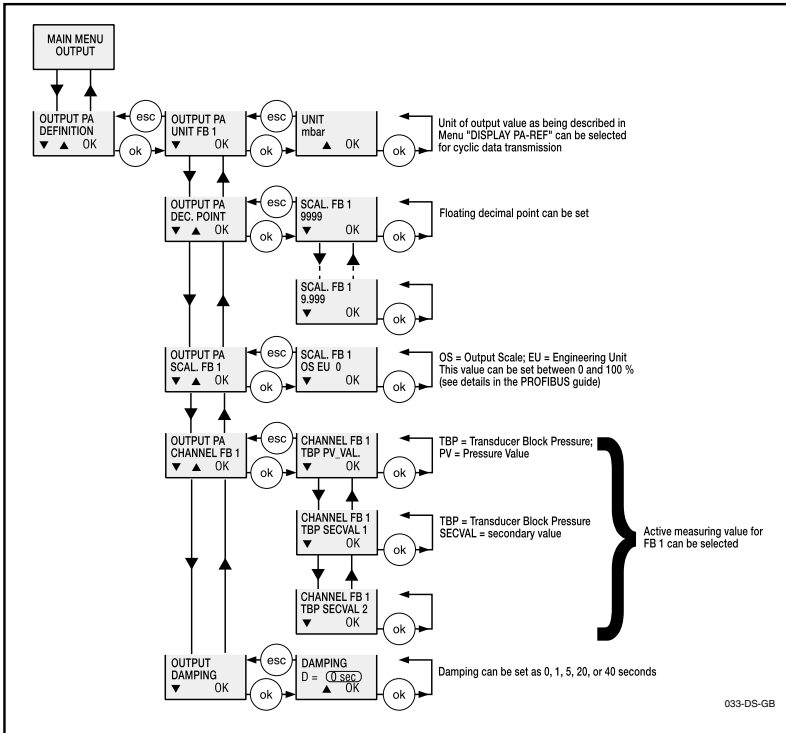 MAIN MENU
OUTPUT
OUTPUT PA
DEFINITION
▼ ▲ OK
esc
ok
OUTPUT PA
UNIT FB 1
▼ OK
esc
ok
UNIT
mbar
▲ OK
ok
Unit of output value as being described in
Menu "DISPLAY PA-REF" can be selected
for cyclic data transmission
OUTPUT PA
DEC. POINT
▼ ▲ OK
esc
ok
SCAL. FB 1
9999
▼ OK
ok
Floating decimal point can be set
SCAL. FB 1
9.999
▼ OK
ok
OUTPUT PA
SCAL. FB 1
▼ ▲ OK
esc
ok
SCAL. FB 1
OS EU 0
▼ OK
ok
OS = Output Scale; EU = Engineering Unit
This value can be set between 0 and 100 %
(see details in the PROFIBUS guide)
OUTPUT PA
CHANNEL FB 1
▼ ▲ OK
esc
ok
CHANNEL FB 1
TBP PV_VAL.
▼ OK
ok
TBP = Transducer Block Pressure;
PV = Pressure Value
CHANNEL FB 1
TBP SECVAL 1
▼ OK
ok
TBP = Transducer Block Pressure
SECVAL = secondary value
CHANNEL FB 1
TBP SECVAL 2
▼ OK
ok
Active measuring value for
FB 1 can be selected
OUTPUT
DAMPING
▼ OK
esc
ok
DAMPING
D = 0 sec
▲ OK
ok
Damping can be set as 0, 1, 5, 20, or 40 seconds
033-DS-GB